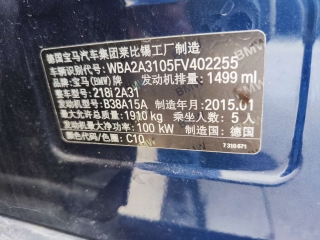 德国宝马汽车集团莱比锡工厂制造
车辆识别代号: WBA2A3105FV402255
品牌: 宝马(BMW) 发动机排量: 1499 ml
型号: 218i 2A31
发动机型号: B38A15A 制造年月: 2015.01
最大允许总质量: 1910 kg 乘坐人数: 5 人
发动机最大净功率: 100 kW 制造国: 德国
颜色代码/色车: C10
7 310 671